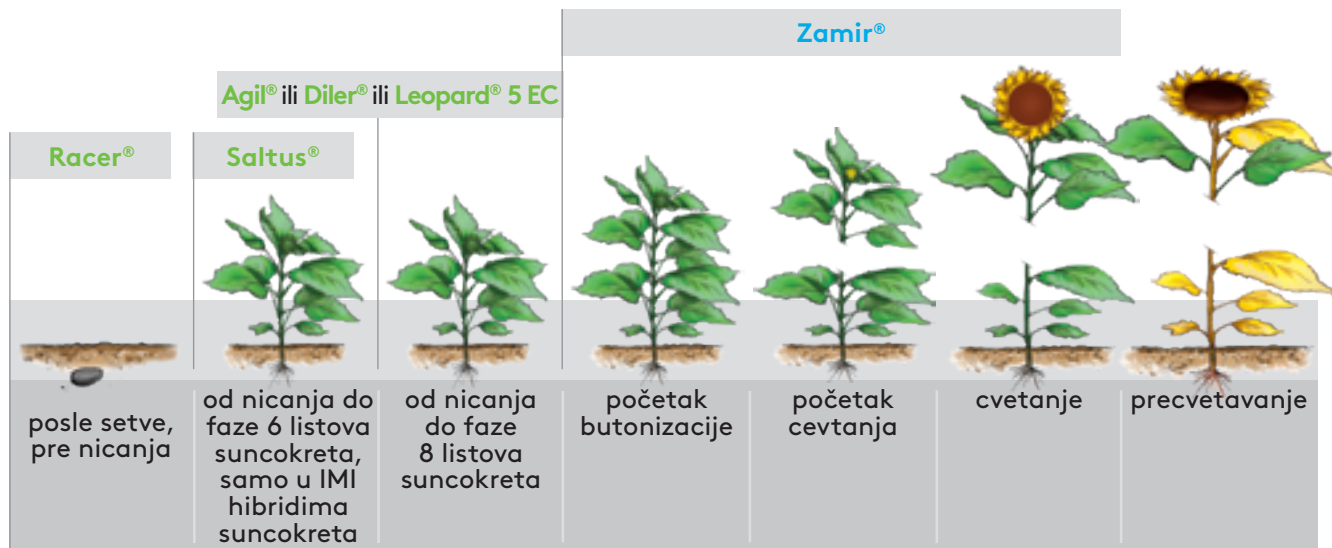 Zamir®
Agil® ili Diler® ili Leopard® 5 EC
Racer®
Saltus®
posle setve,
pre nicanja
od nicanja do
faze 6 listova
suncokreta,
samo u IMI
hibridima
suncokreta
od nicanja
do faze
8 listova
suncokreta
početak
butonizacije
početak
cevtanja
cvetanje
precvetavanje